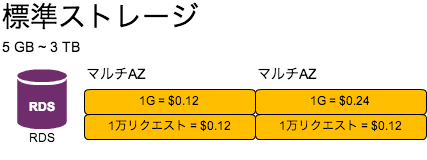 標準ストレージ
5 GB ~ 3 TB
マルチAZ マルチAZ
RDS
1G = $0.12 1G = $0.24
1万リクエスト = $0.12 1万リクエスト = $0.12
RDS